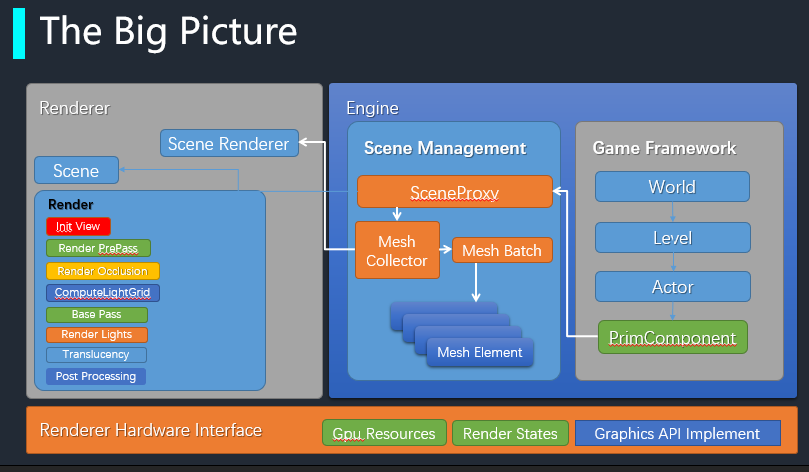 The Big Picture
Renderer
Scene Renderer
Scene
Render
Init View
Render PrePass
Render Occlusion
ComputeLightGrid
Base Pass
Render Lights
Translucency
Post Processing
Engine
Scene Management
SceneProxy
Mesh
Collector
Mesh Batch
Mesh Element
Game Framework
World
Level
Actor
PrimComponent
Renderer Hardware Interface
Gpu Resources
Render States
Graphics API Implement